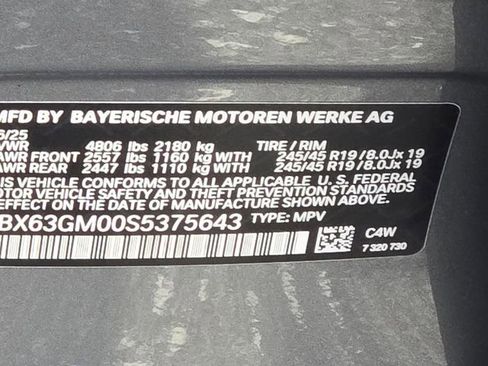 MFD BY BAYERISCHE MOTOREN WERKE AG
6/25 TIRE / RIM
VWR 4806 lbs 2180 kg
AWR FRONT 2557 lbs 1160 kg WITH 245/45 R19/8.0Jx 19
AWR REAR 2447 lbs 1110 kg WITH 245/45 R19/8.0Jx 19
IS VEHICLE CONFORMS TO ALL APPLICABLE U. S. FEDERAL
OTOR VEHICLE SAFETY AND THEFT PREVENTION STANDARDS
EFFECT ON THE DATE OF MANUFACTURE SHOWN ABOVE.
BX63GM00S5375643 TYPE: MPV
C4W
7 320 730